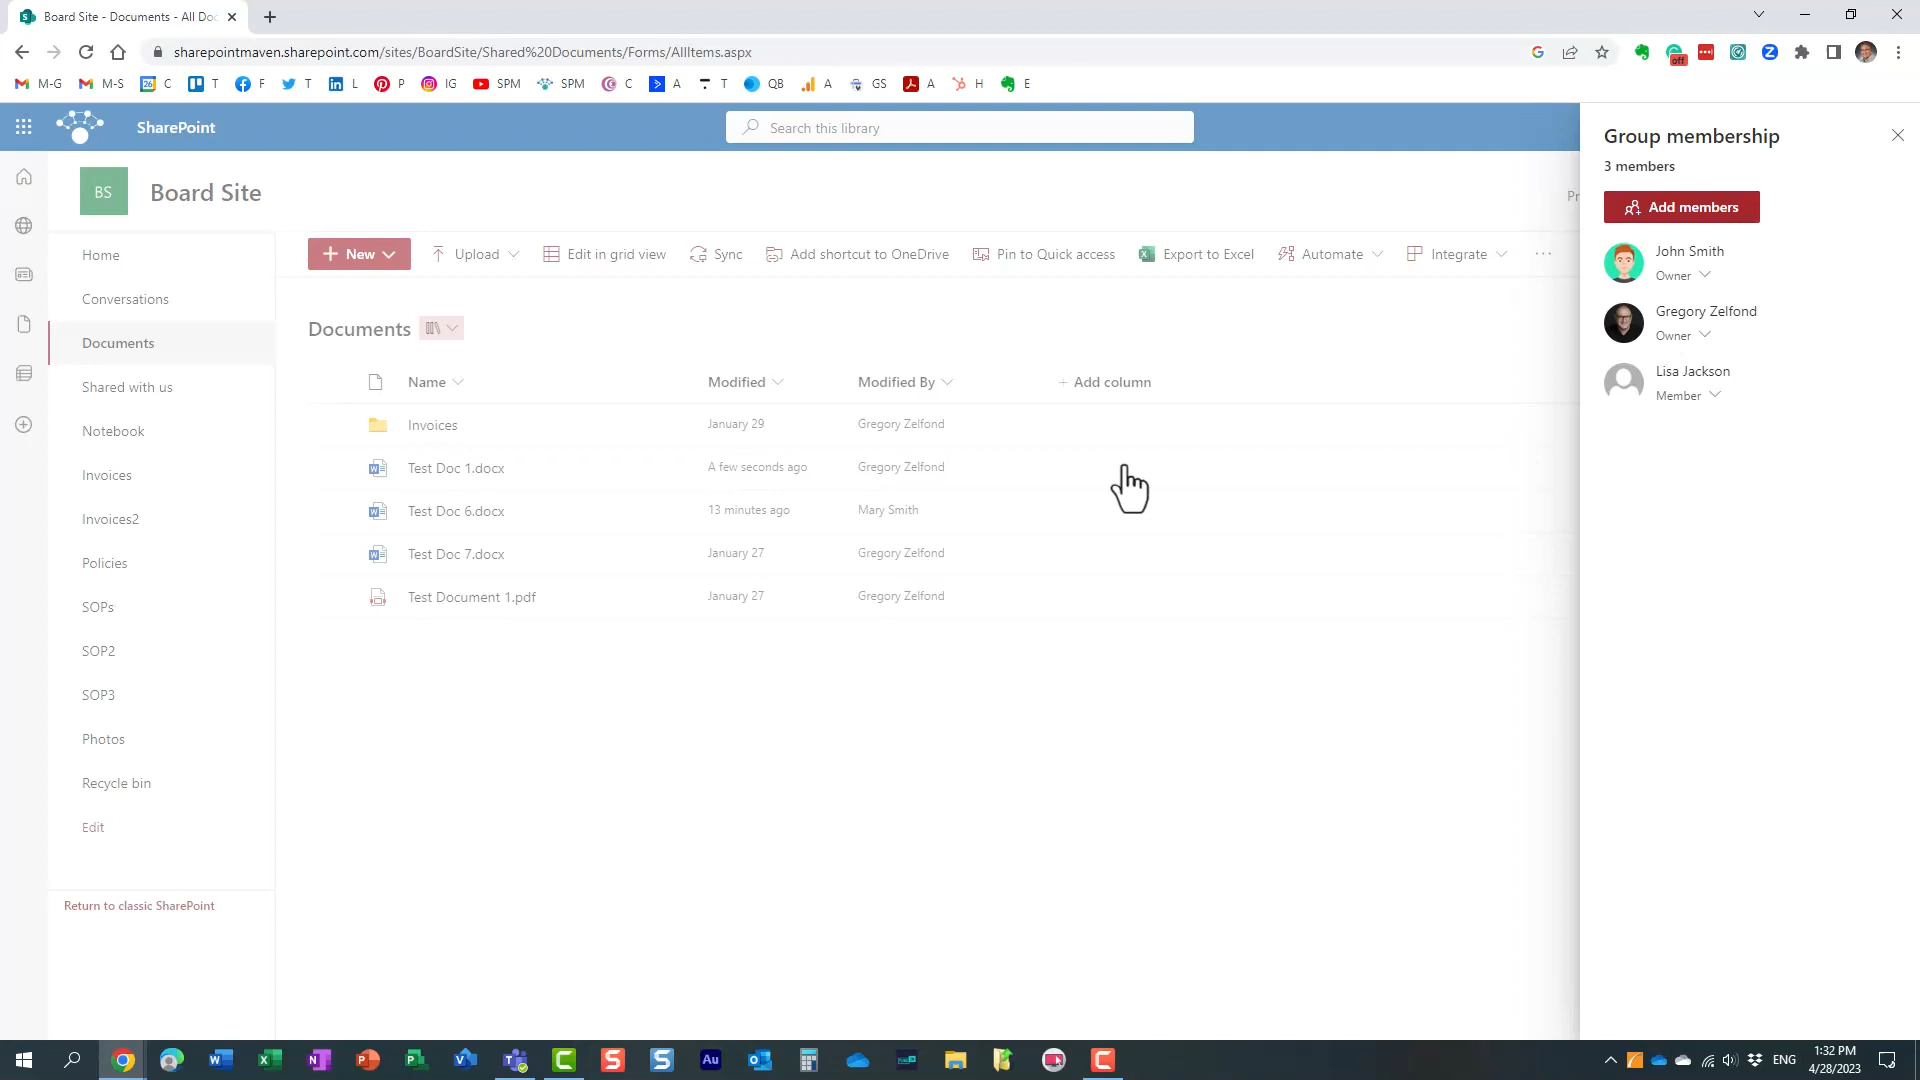 Board Site - Documents - All Doc
sharepointmaven.sharepoint.com/sites/BoardSite/Shared%20Documents/Forms/AllItems.aspx
off
M-G M-S 26 C T F T L P IG SPM SPM C A T QB A GS A H E
SharePoint
Search this library
BS
Board Site
Pr
Home
Conversations
Documents
Shared with us
Notebook
Invoices
Invoices2
Policies
SOPs
SOP2
SOP3
Photos
Recycle bin
Edit
Return to classic SharePoint
New Upload Edit in grid view Sync Add shortcut to OneDrive Pin to Quick access Export to Excel Automate Integrate ...
Documents
Name Modified Modified By + Add column
Invoices January 29 Gregory Zelfond
Test Doc 1.docx A few seconds ago Gregory Zelfond
Test Doc 6.docx 13 minutes ago Mary Smith
Test Doc 7.docx January 27 Gregory Zelfond
Test Document 1.pdf January 27 Gregory Zelfond
Group membership
3 members
Add members
John Smith
Owner
Gregory Zelfond
Owner
Lisa Jackson
Member
ENG
1:32 PM
4/28/2023